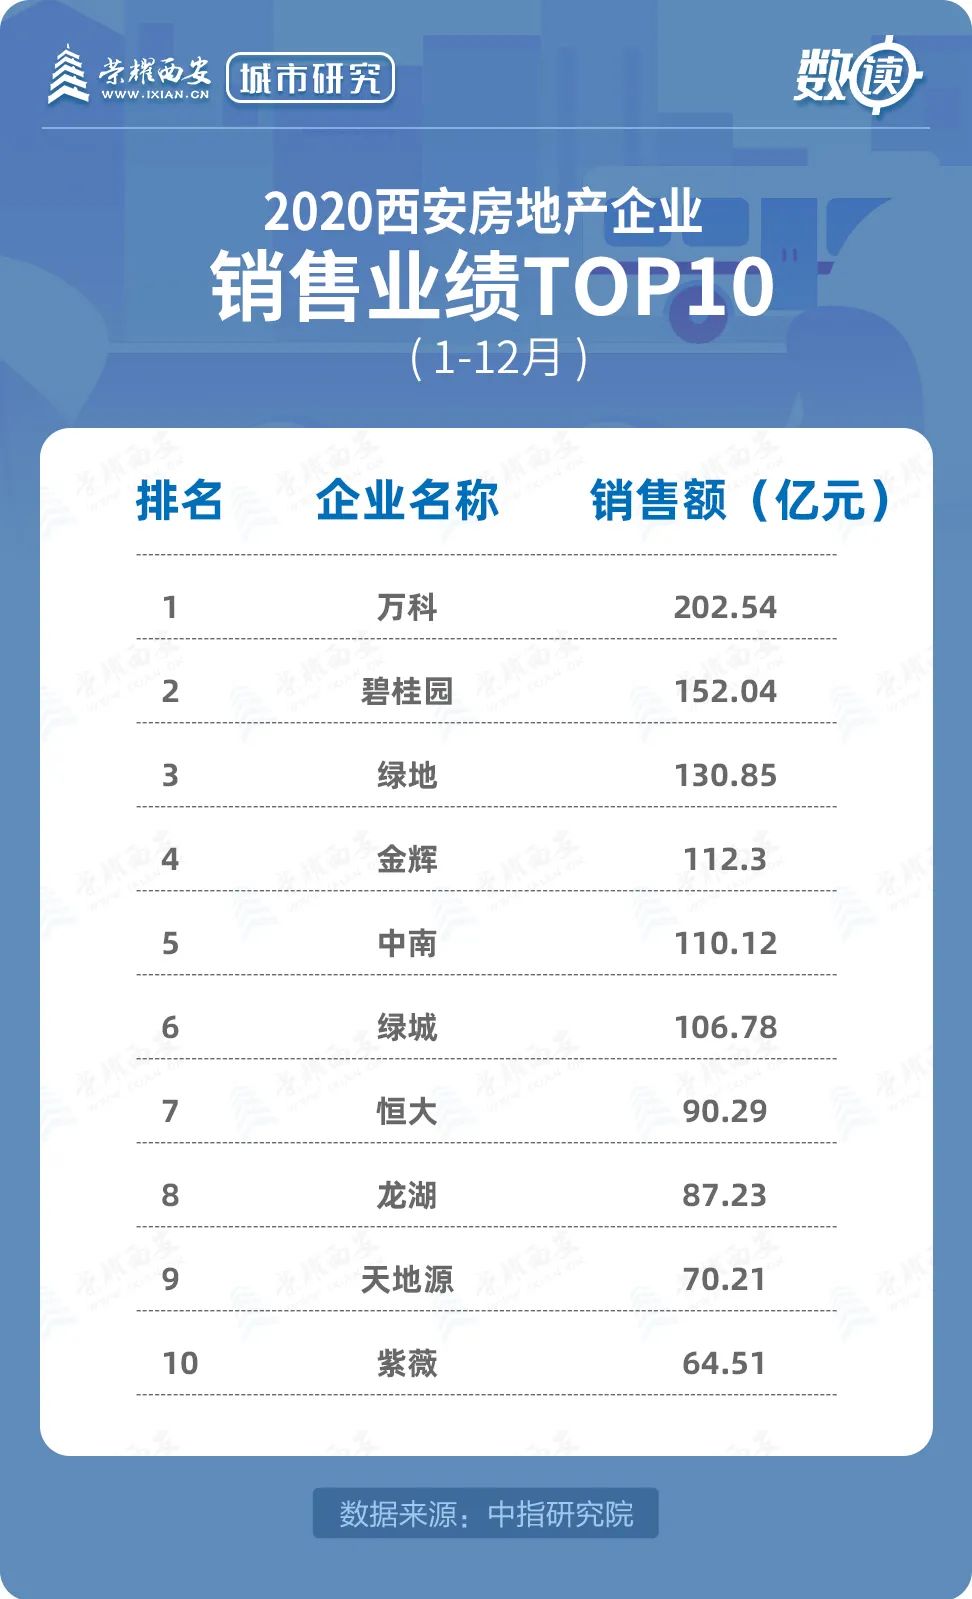 荣耀西安 城市研究 数读
WWW.IXIAN.CN
2020西安房地产企业
销售业绩TOP10
(1-12月)
排名 企业名称 销售额（亿元）
1 万科 202.54
2 碧桂园 152.04
3 绿地 130.85
4 金辉 112.3
5 中南 110.12
6 绿城 106.78
7 恒大 90.29
8 龙湖 87.23
9 天地源 70.21
10 紫薇 64.51
数据来源：中指研究院